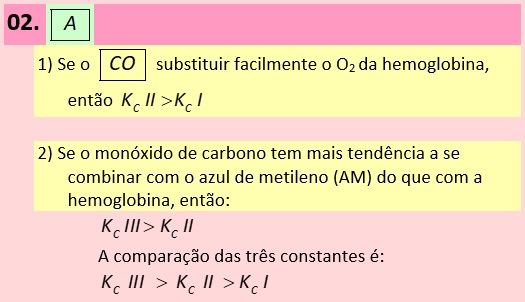 02. A
1) Se o CO substituir facilmente o O₂ da hemoglobina,
então K_c II > K_c I
2) Se o monóxido de carbono tem mais tendência a se
combinar com o azul de metileno (AM) do que com a
hemoglobina, então:
K_c III > K_c II
A comparação das três constantes é:
K_c III > K_c II > K_c I